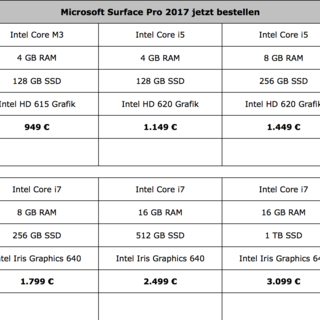 Microsoft Surface Pro 2017 jetzt bestellen
Intel Core M3 Intel Core i5 Intel Core i5
4 GB RAM 4 GB RAM 8 GB RAM
128 GB SSD 128 GB SSD 256 GB SSD
Intel HD 615 Grafik Intel HD 620 Grafik Intel HD 620 Grafik
949 € 1.149 € 1.449 €
Intel Core i7 Intel Core i7 Intel Core i7
8 GB RAM 16 GB RAM 16 GB RAM
256 GB SSD 512 GB SSD 1 TB SSD
tel Iris Graphics 640 Intel Iris Graphics 640 Intel Iris Graphics 64
1.799 € 2.499 € 3.099 €